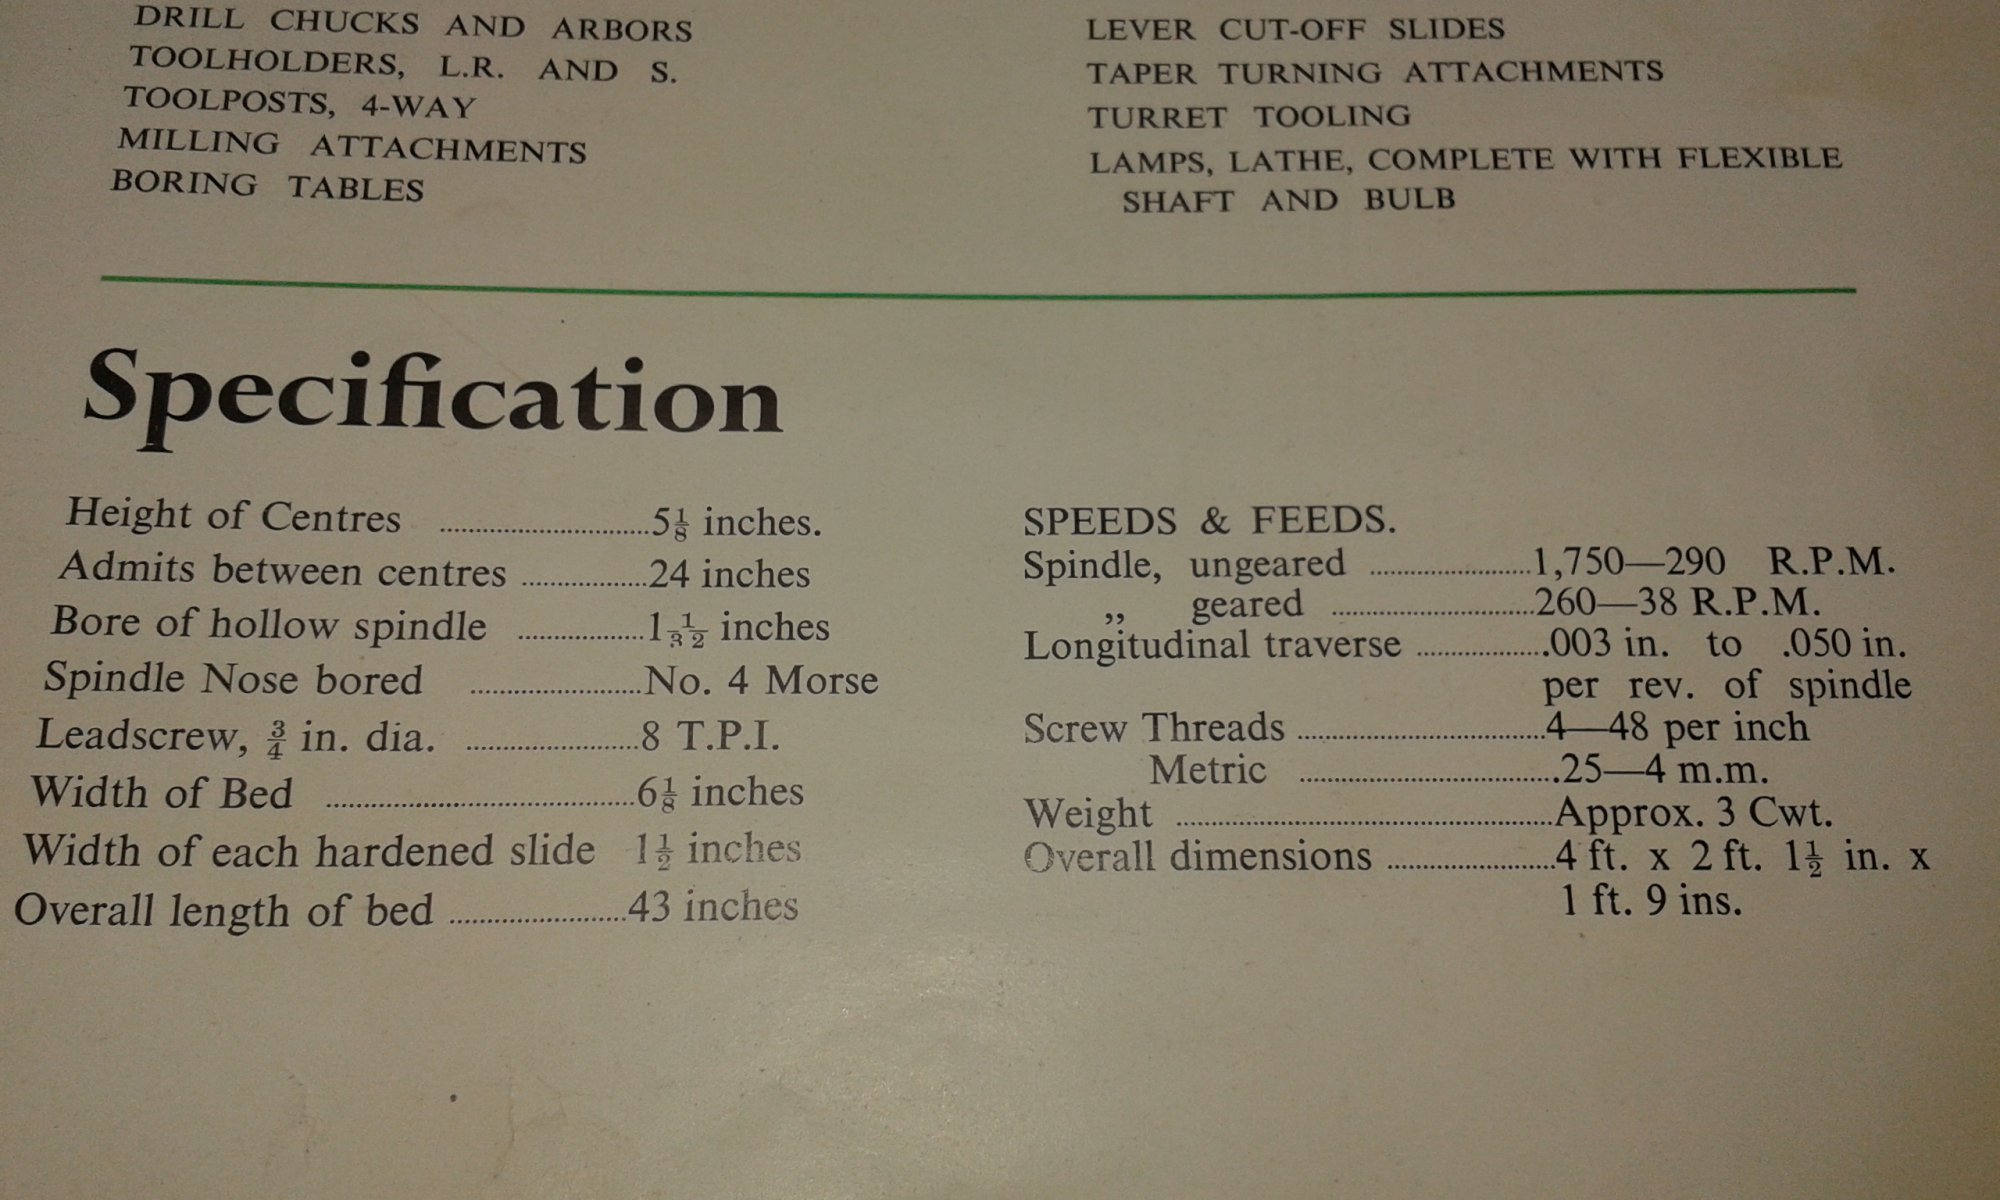 DRILL CHUCKS AND ARBORS
TOOLHOLDERS, L.R. AND S.
TOOLPOSTS, 4-WAY
MILLING ATTACHMENTS
BORING TABLES
LEVER CUT-OFF SLIDES
TAPER TURNING ATTACHMENTS
TURRET TOOLING
LAMPS, LATHE, COMPLETE WITH FLEXIBLE
SHAFT AND BULB
Specification
Height of Centres ..........................5⅛ inches.
Admits between centres ................24 inches
Bore of hollow spindle ................1 1/32 inches
Spindle Nose bored ......................No. 4 Morse
Leadscrew, ¾ in. dia. ......................8 T.P.I.
Width of Bed .......................................6⅛ inches
Width of each hardened slide 1½ inches
Overall length of bed ......................43 inches
SPEEDS & FEEDS.
Spindle, ungeared .....................1,750—290 R.P.M.
,, geared ..........................260—38 R.P.M.
Longitudinal traverse ................003 in. to .050 in.
per rev. of spindle
Screw Threads ................................4—48 per inch
Metric .................................25—4 m.m.
Weight ................................................Approx. 3 Cwt.
Overall dimensions .....................4 ft. x 2 ft. 1½ in. x
1 ft. 9 ins.